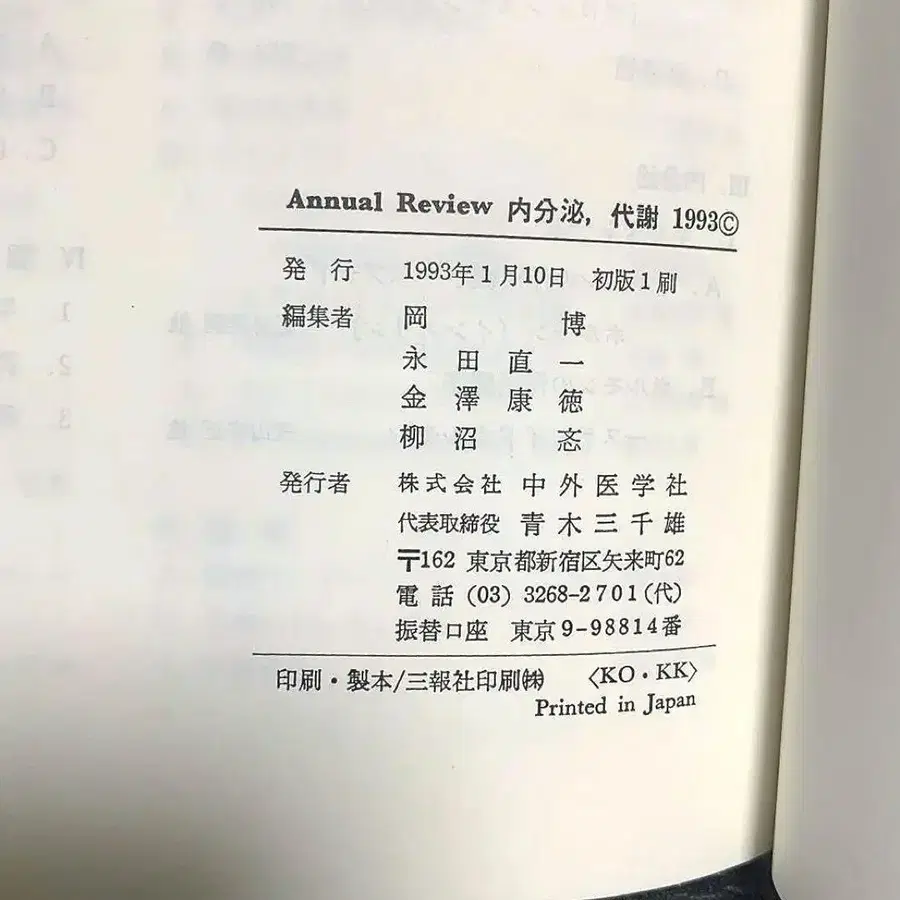 Annual Review 内分泌, 代謝 1993©
発 行 1993年1月10日 初版1刷
編集者 岡 博
永 田 直 一
金 澤 康 徳
柳 沼 忞
発行者 株式会社 中外医学社
代表取締役 青木三千雄
〒162 東京都新宿区矢来町62
電 話 (03) 3268-2701(代)
振替口座 東京9-98814番
印刷・製本/三報社印刷㈱ 〈KO・KK〉
Printed in Japan